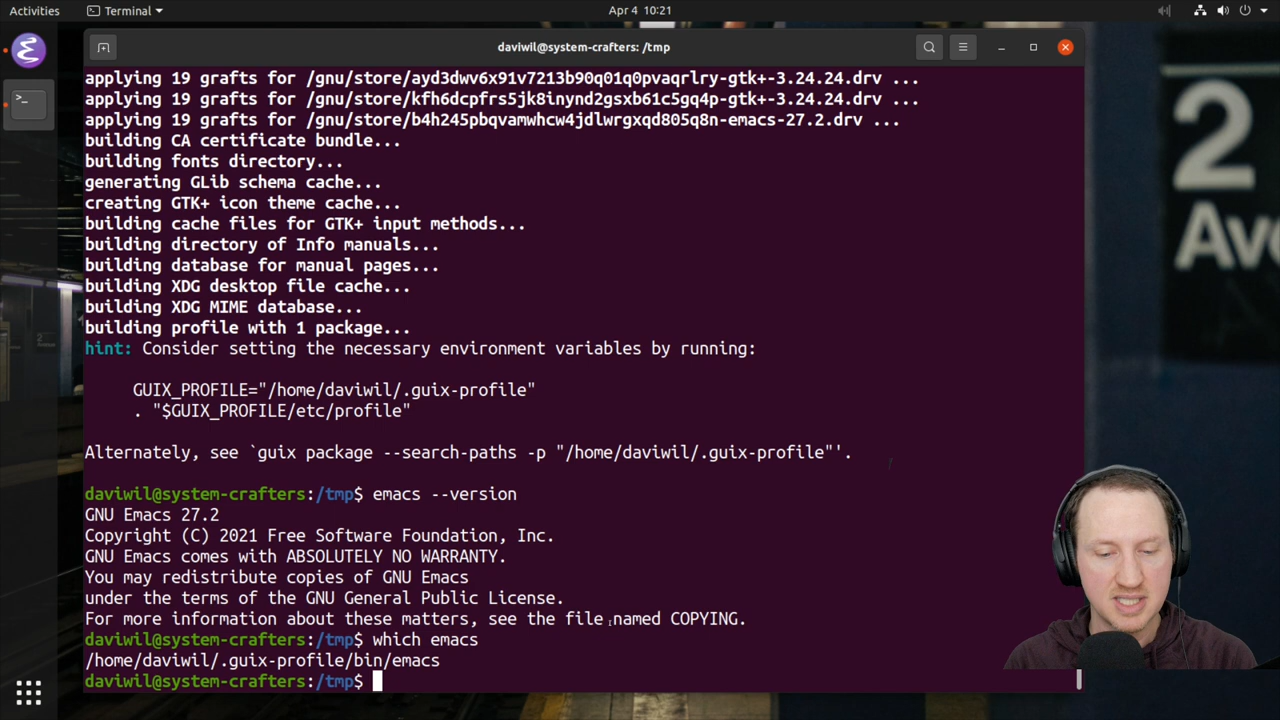 Activities
Terminal
Apr 4 10:21
daviwil@system-crafters: /tmp
applying 19 grafts for /gnu/store/ayd3dwv6x91v7213b90q01q0pvaqrlry-gtk+-3.24.24.drv ...
applying 19 grafts for /gnu/store/kfh6dcpfrs5jk8inynd2gsxb61c5gq4p-gtk+-3.24.24.drv ...
applying 19 grafts for /gnu/store/b4h245pbqvamwhcw4jdlwrgxqd805q8n-emacs-27.2.drv ...
building CA certificate bundle...
building fonts directory...
generating GLib schema cache...
creating GTK+ icon theme cache...
building cache files for GTK+ input methods...
building directory of Info manuals...
building database for manual pages...
building XDG desktop file cache...
building XDG MIME database...
building profile with 1 package...
hint: Consider setting the necessary environment variables by running:
GUIX_PROFILE="/home/daviwil/.guix-profile"
. "$GUIX_PROFILE/etc/profile"
Alternately, see `guix package --search-paths -p "/home/daviwil/.guix-profile"'.
daviwil@system-crafters:/tmp$ emacs --version
GNU Emacs 27.2
Copyright (C) 2021 Free Software Foundation, Inc.
GNU Emacs comes with ABSOLUTELY NO WARRANTY.
You may redistribute copies of GNU Emacs
under the terms of the GNU General Public License.
For more information about these matters, see the file named COPYING.
daviwil@system-crafters:/tmp$ which emacs
/home/daviwil/.guix-profile/bin/emacs
daviwil@system-crafters:/tmp$
2
Av